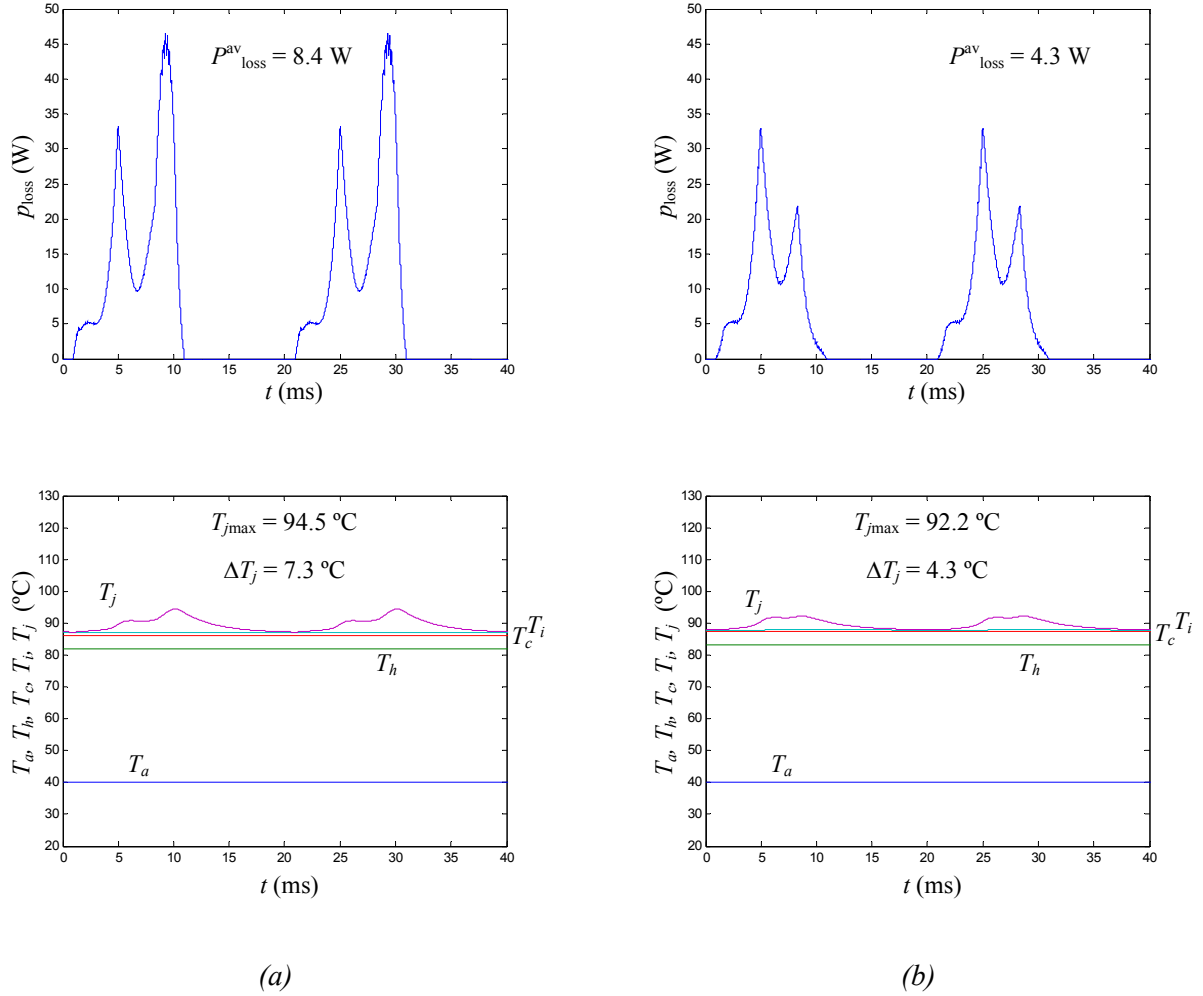 50
45
40
35
30
25
20
15
10
5
0
p_loss (W)
P^av_loss = 8.4 W
0 5 10 15 20 25 30 35 40
t (ms)
50
45
40
35
30
25
20
15
10
5
0
p_loss (W)
P^av_loss = 4.3 W
0 5 10 15 20 25 30 35 40
t (ms)
130
120
110
100
90
80
70
60
50
40
30
20
T_a, T_h, T_c, T_i, T_j (ºC)
T_jmax = 94.5 ºC
ΔT_j = 7.3 ºC
T_j
T_c T_i
T_h
T_a
0 5 10 15 20 25 30 35 40
t (ms)
130
120
110
100
90
80
70
60
50
40
30
20
T_a, T_h, T_c, T_i, T_j (ºC)
T_jmax = 92.2 ºC
ΔT_j = 4.3 ºC
T_j
T_c T_i
T_h
T_a
0 5 10 15 20 25 30 35 40
t (ms)
(a)
(b)